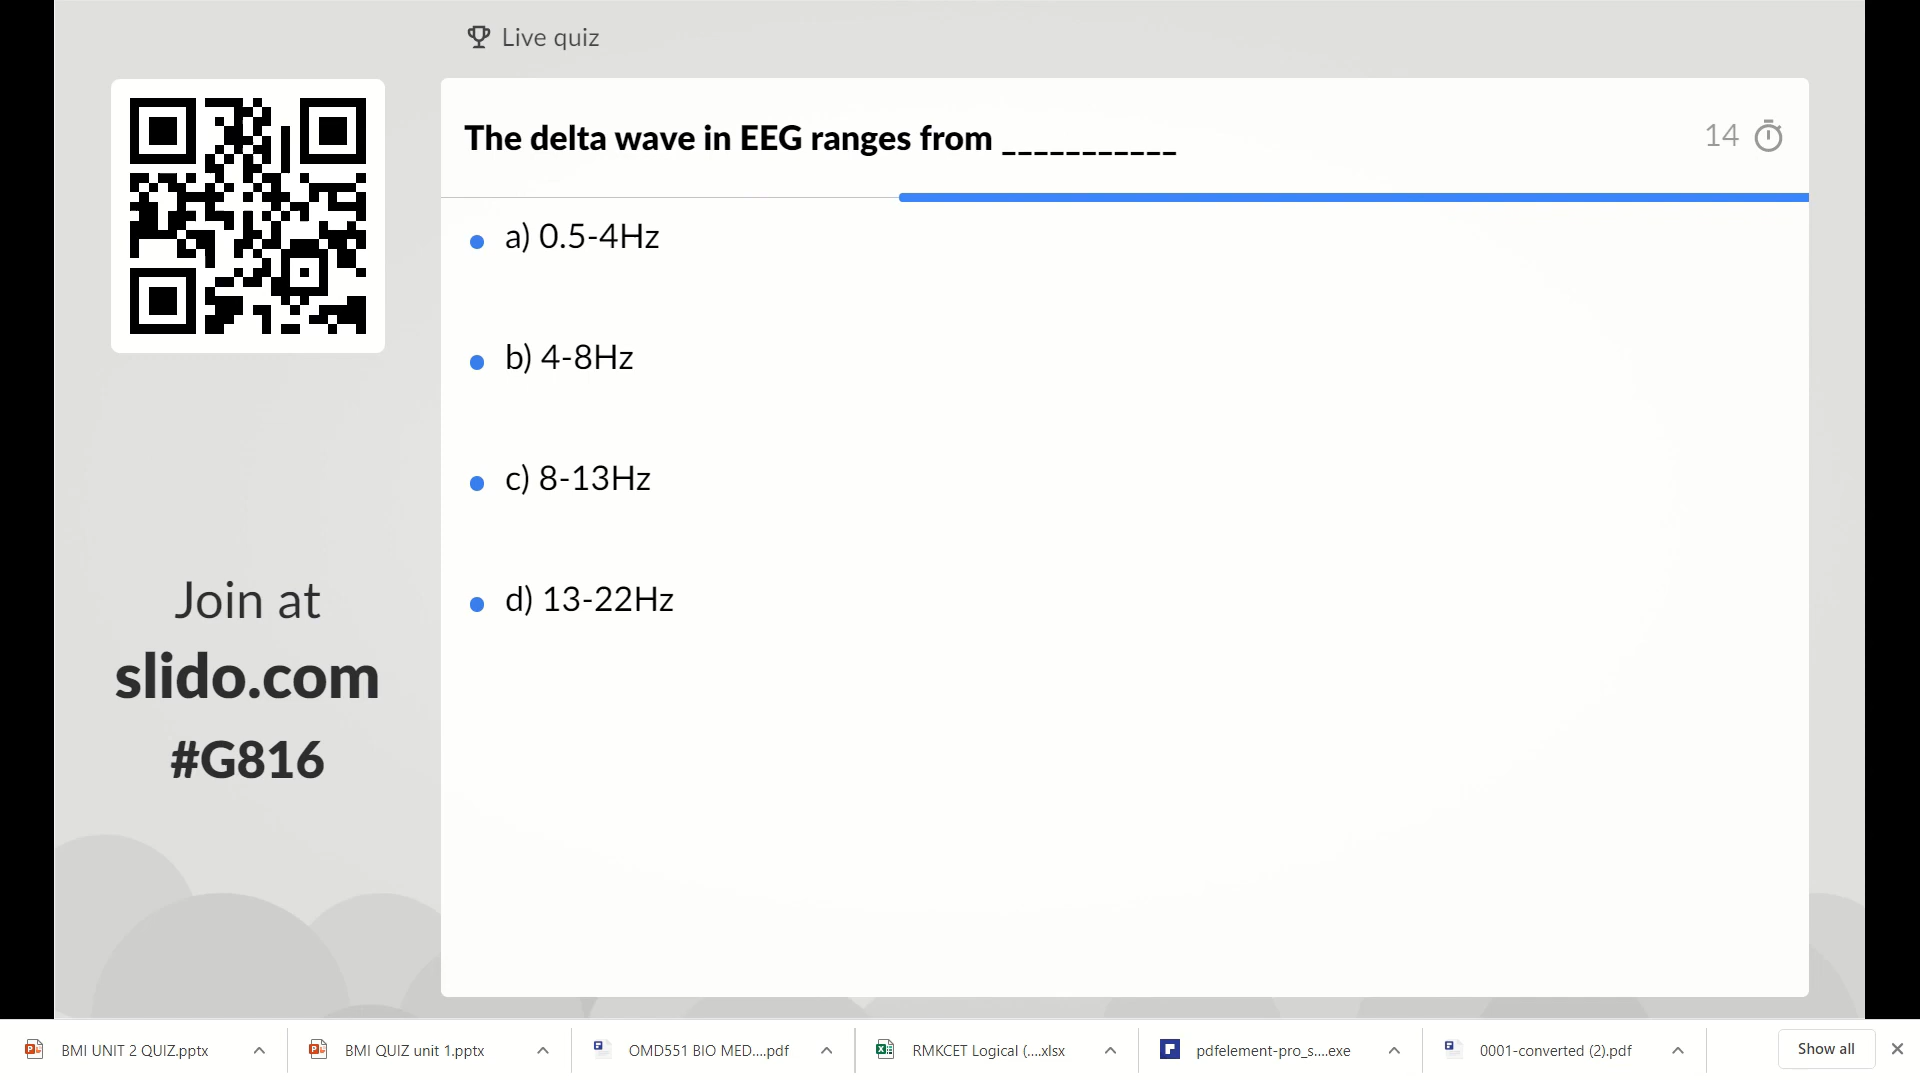 Live quiz
The delta wave in EEG ranges from ___________
14
a) 0.5-4Hz
b) 4-8Hz
c) 8-13Hz
d) 13-22Hz
Join at
slido.com
#G816
BMI UNIT 2 QUIZ.pptx
BMI QUIZ unit 1.pptx
OMD551 BIO MED....pdf
RMKCET Logical (....xlsx
pdfelement-pro_s....exe
0001-converted (2).pdf
Show all